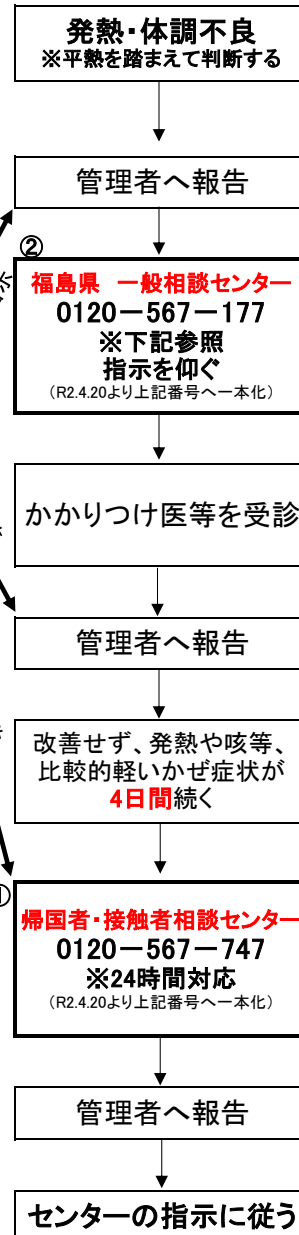 発熱・体調不良
※平熱を踏まえて判断する
管理者へ報告
②
福島県　一般相談センター
0120－567－177
※下記参照
指示を仰ぐ
（R2.4.20より上記番号へ一本化）
かかりつけ医等を受診
管理者へ報告
改善せず、発熱や咳等、
比較的軽いかぜ症状が
4日間続く
帰国者・接触者相談センター
0120－567－747
※24時間対応
（R2.4.20より上記番号へ一本化）
管理者へ報告
センターの指示に従う